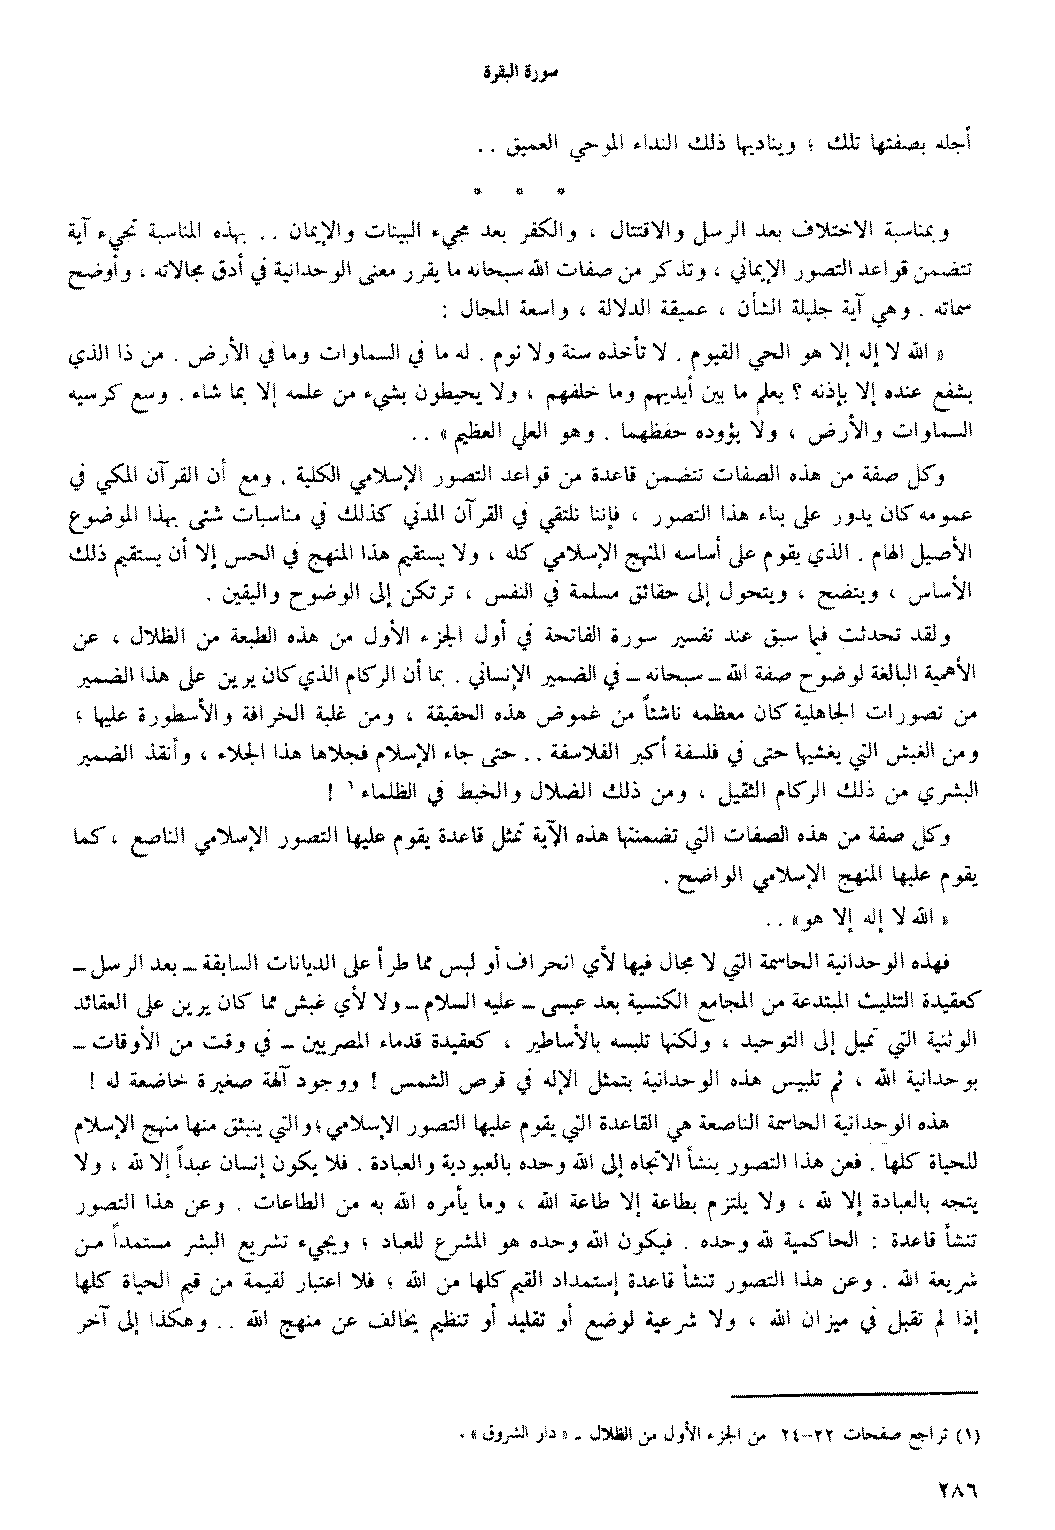 سورة البقرة
أجله بصفتها تلك ؛ ويناديها ذلك النداء الموحي العميق . .
* * *
وبمناسبة الاختلاف بعد الرسل والاقتتال ، والكفر بعد مجيء البينات والإيمان . . بهذه المناسبة تجيء آية
تتضمن قواعد التصور الإيماني ، وتذكر من صفات الله سبحانه ما يقرر معنى الوحدانية في أدق مجالاته ، وأوضح
سماته . وهي آية جليلة الشأن ، عميقة الدلالة ، واسعة المجال :
« الله لا إله إلا هو الحي القيوم . لا تأخذه سنة ولا نوم . له ما في السماوات وما في الأرض . من ذا الذي
يشفع عنده إلا بإذنه ؟ يعلم ما بين أيديهم وما خلفهم ، ولا يحيطون بشيء من علمه إلا بما شاء . وسع كرسيه
السماوات والأرض ، ولا يؤوده حفظهما . وهو العلي العظيم » . .
وكل صفة من هذه الصفات تتضمن قاعدة من قواعد التصور الإسلامي الكلية . ومع أن القرآن المكي في
عمومه كان يدور على بناء هذا التصور ، فإننا نلتقي في القرآن المدني كذلك في مناسبات شتى بهذا الموضوع
الأصيل الهام . الذي يقوم على أساسه المنهج الإسلامي كله ، ولا يستقيم هذا المنهج في الحس إلا أن يستقيم ذلك
الأساس ، ويتضح ، ويتحول إلى حقائق مسلمة في النفس ، ترتكن إلى الوضوح واليقين .
ولقد تحدثت فيما سبق عند تفسير سورة الفاتحة في أول الجزء الأول من هذه الطبعة من الظلال ، عن
الأهمية البالغة لوضوح صفة الله ـ سبحانه ـ في الضمير الإنساني . بما أن الركام الذي كان يرين على هذا الضمير
من تصورات الجاهلية كان معظمه ناشئاً من غموض هذه الحقيقة ، ومن غلبة الخرافة والأسطورة عليها ؛
ومن الغبش التي يغشيها حتى في فلسفة أكبر الفلاسفة . . حتى جاء الإسلام فجلاها هذا الجلاء ، وأنقذ الضمير
البشري من ذلك الركام الثقيل ، ومن ذلك الضلال والخبط في الظلماء ١ !
وكل صفة من هذه الصفات التي تضمنتها هذه الآية تمثل قاعدة يقوم عليها التصور الإسلامي الناصع ، كما
يقوم عليها المنهج الإسلامي الواضح .
« الله لا إله إلا هو» . .
فهذه الوحدانية الحاسمة التي لا مجال فيها لأي انحراف أو لبس مما طرأ على الديانات السابقة ـ بعد الرسل ـ
كعقيدة التثليث المبتدعة من المجامع الكنسية بعد عيسى ـ عليه السلام ـ ولا لأي غبش مما كان يرين على العقائد
الوثنية التي تميل إلى التوحيد ، ولكنها تلبسه بالأساطير ، كعقيدة قدماء المصريين ـ في وقت من الأوقات ـ
بوحدانية الله ، ثم تلبيس هذه الوحدانية بتمثل الإله في قرص الشمس ! ووجود آلهة صغيرة خاضعة له !
هذه الوحدانية الحاسمة الناصعة هي القاعدة التي يقوم عليها التصور الإسلامي ؛ والتي ينبثق منها منهج الإسلام
للحياة كلها . فعن هذا التصور ينشأ الاتجاه إلى الله وحده بالعبودية والعبادة . فلا يكون إنسان عبداً إلا لله ، ولا
يتجه بالعبادة إلا لله ، ولا يلتزم بطاعة إلا طاعة الله ، وما يأمره الله به من الطاعات . وعن هذا التصور
تنشأ قاعدة : الحاكمية لله وحده . فيكون الله وحده هو المشرع للعباد ؛ ويجيء تشريع البشر مستمداً من
شريعة الله . وعن هذا التصور تنشأ قاعدة إستمداد القيم كلها من الله ؛ فلا اعتبار لقيمة من قيم الحياة كلها
إذا لم تقبل في ميزان الله ، ولا شرعية لوضع أو تقليد أو تنظيم يخالف عن منهج الله . . وهكذا إلى آخر
(١) تراجع صفحات ٢٢-٢٤ من الجزء الأول من الظلال ـ « دار الشروق » .
٢٨٦